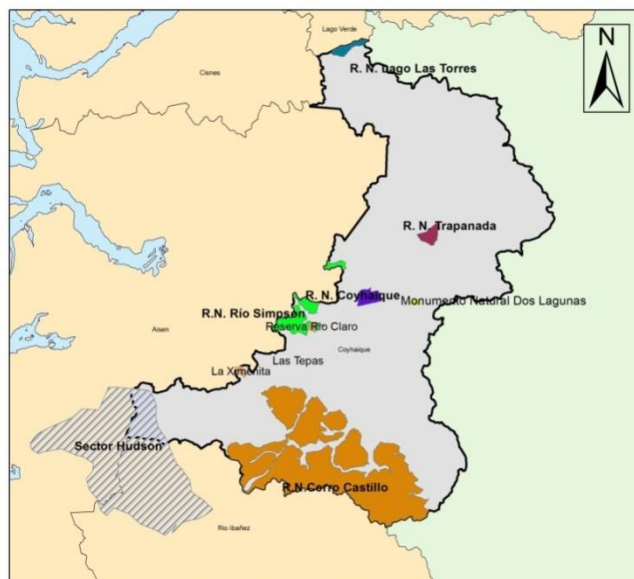 Lago Verde
N
R. N. Lago Las Torres
Cisnes
R. N. Trapanada
R. N. Coyhaique
Monumento Natural Dos Lagunas
R.N. Río Simpson
Reserva Río Claro
Aisen
Coyhaique
Las Tepas
La Ximenita
Sector Hudson
R.N.Cerro Castillo
Río Ibañez